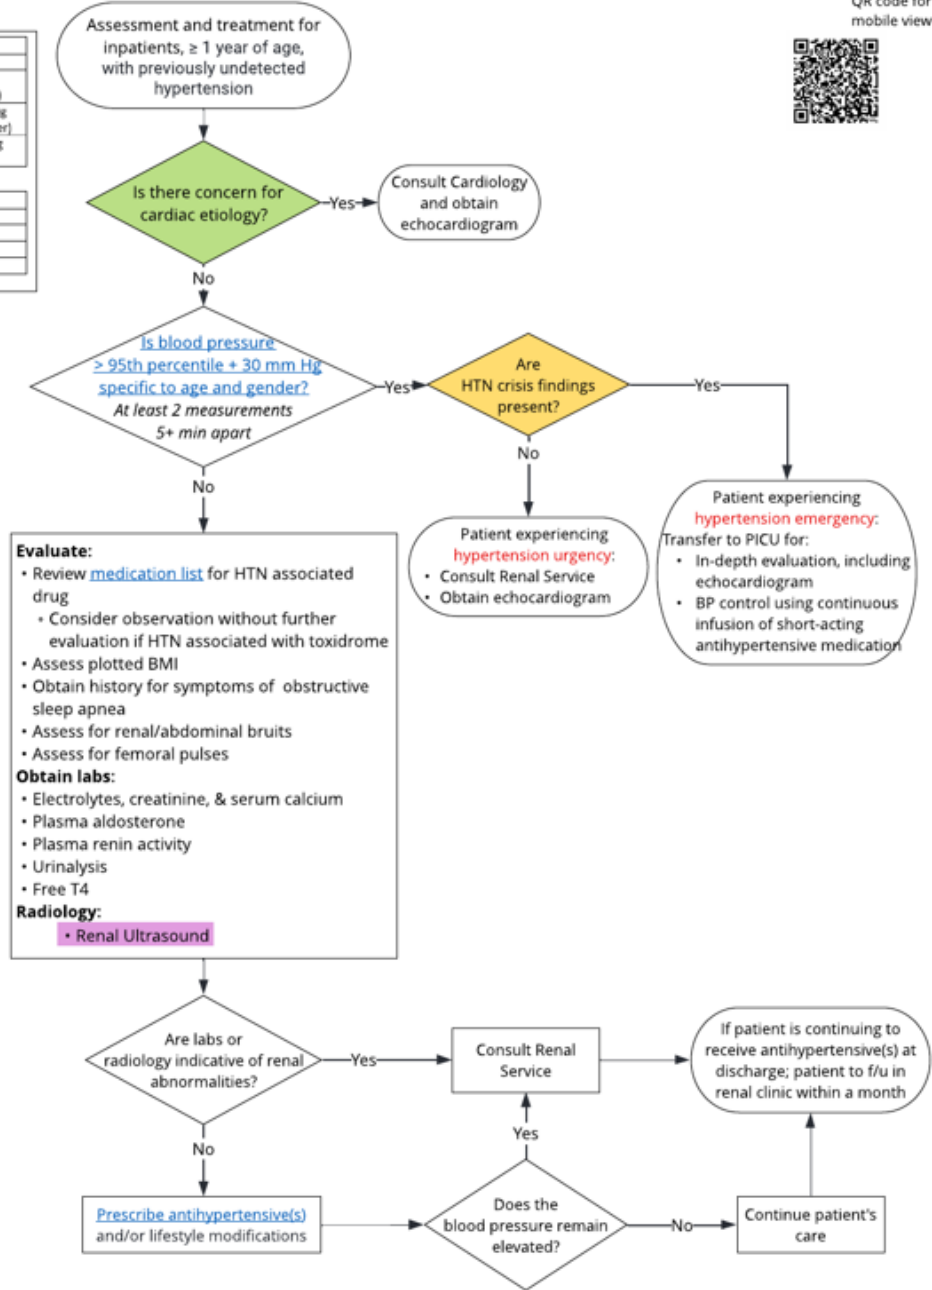 QR code for
mobile view
Assessment and treatment for
inpatients, ≥ 1 year of age,
with previously undetected
hypertension
Is there concern for
cardiac etiology?
Yes
Consult Cardiology
and obtain
echocardiogram
No
Is blood pressure
> 95th percentile + 30 mm Hg
specific to age and gender?
At least 2 measurements
5+ min apart
Yes
Are
HTN crisis findings
present?
Yes
No
No
Patient experiencing
hypertension urgency:
• Consult Renal Service
• Obtain echocardiogram
Patient experiencing
hypertension emergency:
Transfer to PICU for:
• In-depth evaluation, including
echocardiogram
• BP control using continuous
infusion of short-acting
antihypertensive medication
Evaluate:
• Review medication list for HTN associated
drug
• Consider observation without further
evaluation if HTN associated with toxidrome
• Assess plotted BMI
• Obtain history for symptoms of obstructive
sleep apnea
• Assess for renal/abdominal bruits
• Assess for femoral pulses
Obtain labs:
• Electrolytes, creatinine, & serum calcium
• Plasma aldosterone
• Plasma renin activity
• Urinalysis
• Free T4
Radiology:
• Renal Ultrasound
Are labs or
radiology indicative of renal
abnormalities?
Yes
Consult Renal
Service
If patient is continuing to
receive antihypertensive(s) at
discharge; patient to f/u in
renal clinic within a month
No
Yes
Prescribe antihypertensive(s)
and/or lifestyle modifications
Does the
blood pressure remain
elevated?
No
Continue patient's
care